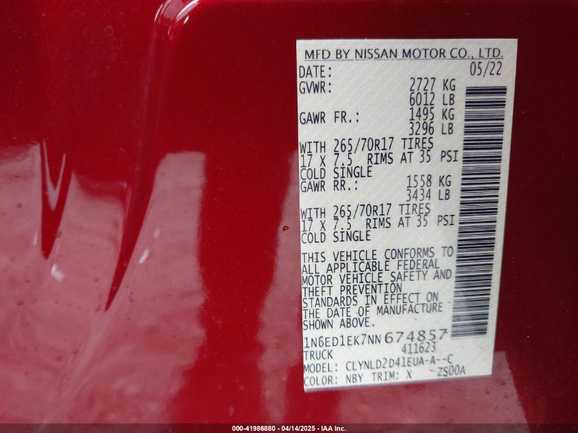 MFD BY NISSAN MOTOR CO., LTD.
DATE: 05/22
GVWR: 2727 KG
6012 LB
GAWR FR.: 1495 KG
3296 LB
WITH 265/70R17 TIRES
17 X 7.5 RIMS AT 35 PSI
COLD SINGLE
GAWR RR.: 1558 KG
3434 LB
WITH 265/70R17 TIRES
17 X 7.5 RIMS AT 35 PSI
COLD SINGLE
THIS VEHICLE CONFORMS TO
ALL APPLICABLE FEDERAL
MOTOR VEHICLE SAFETY AND
THEFT PREVENTION
STANDARDS IN EFFECT ON
THE DATE OF MANUFACTURE
SHOWN ABOVE.
1N6ED1EK7NN674857
TRUCK 411623
MODEL: CLYNLD2D41EUA-A--C
COLOR: NBY TRIM: X -ZS00A
000-41986880 - 04/14/2025 - IAA Inc.